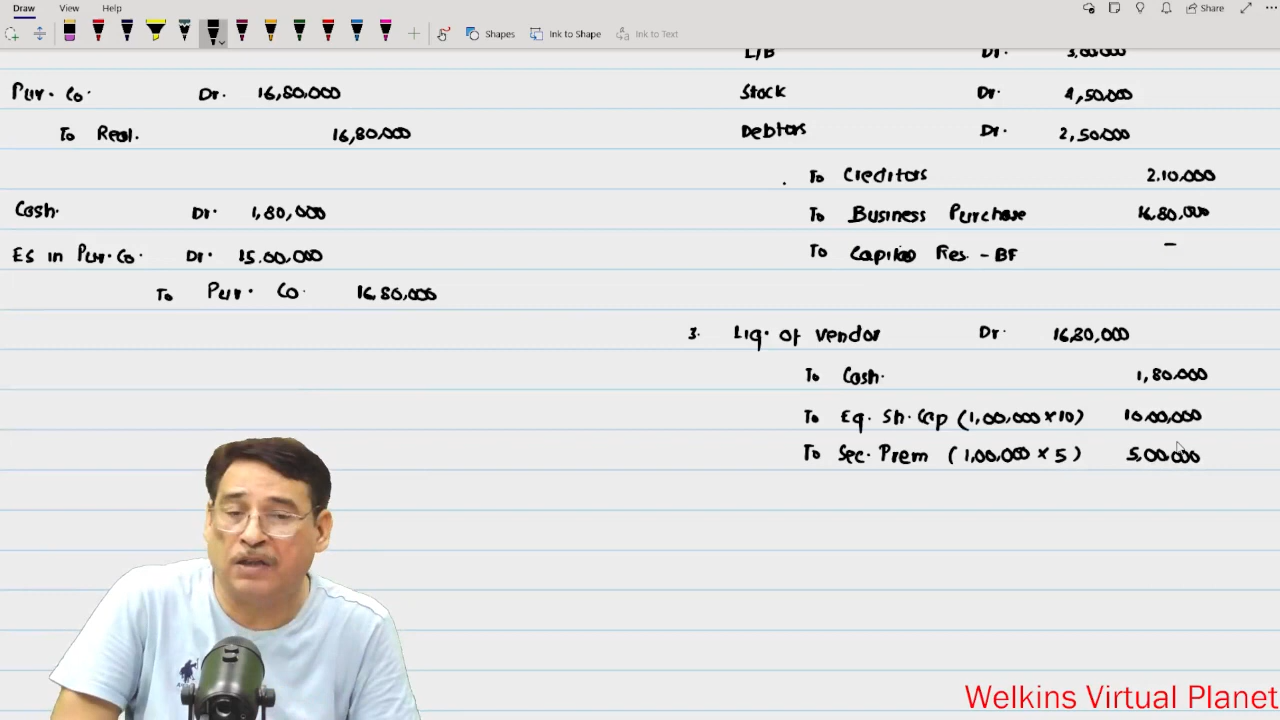 Draw View Help
Share
Shapes Ink to Shape Ink to Text
Pur. Co. Dr. 16,80,000
To Real. 16,80,000
Cash. Dr. 1,80,000
ES in Pur. Co. Dr. 15,00,000
To Pur. Co. 16,80,000
L/B Dr. 3,60,000
Stock Dr. 4,50,000
Debtors Dr. 2,50,000
To Creditors 2,10,000
To Business Purchase 16,80,000
To Capital Res. - BF -
3. Liq. of vendor Dr. 16,80,000
To Cash. 1,80,000
To Eq. Sh. Cap (1,00,000 x 10) 10,00,000
To Sec. Prem (1,00,000 x 5) 5,00,000
Welkins Virtual Planet